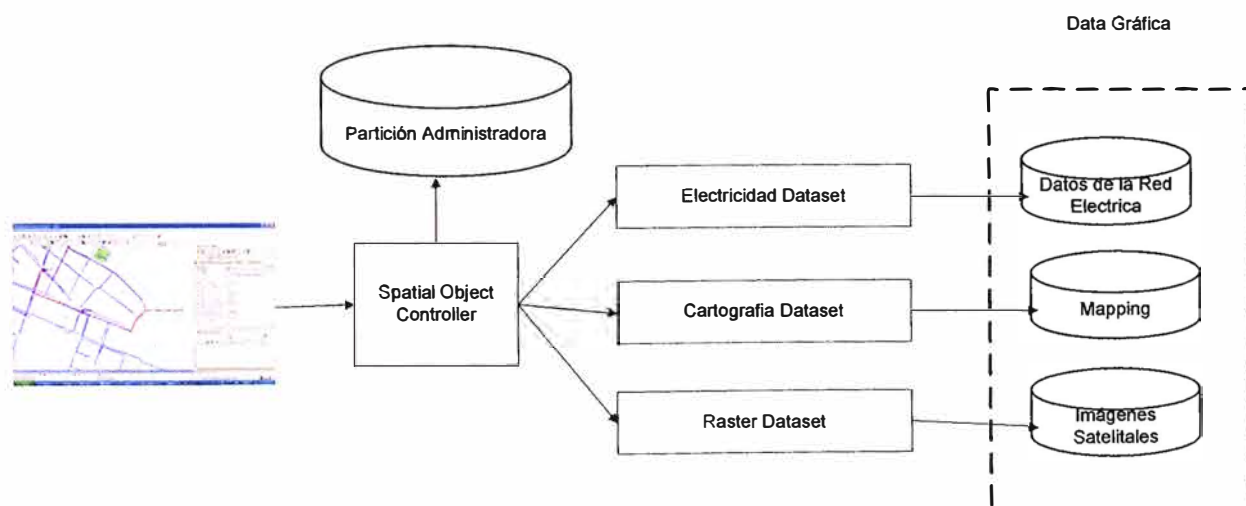 Data Gráfica
Partición Administradora
Electricidad Dataset
Datos de la Red
Electrica
Spatial Object
Controller
Cartografia Dataset
Mapping
Raster Dataset
Imágenes
Satelitales